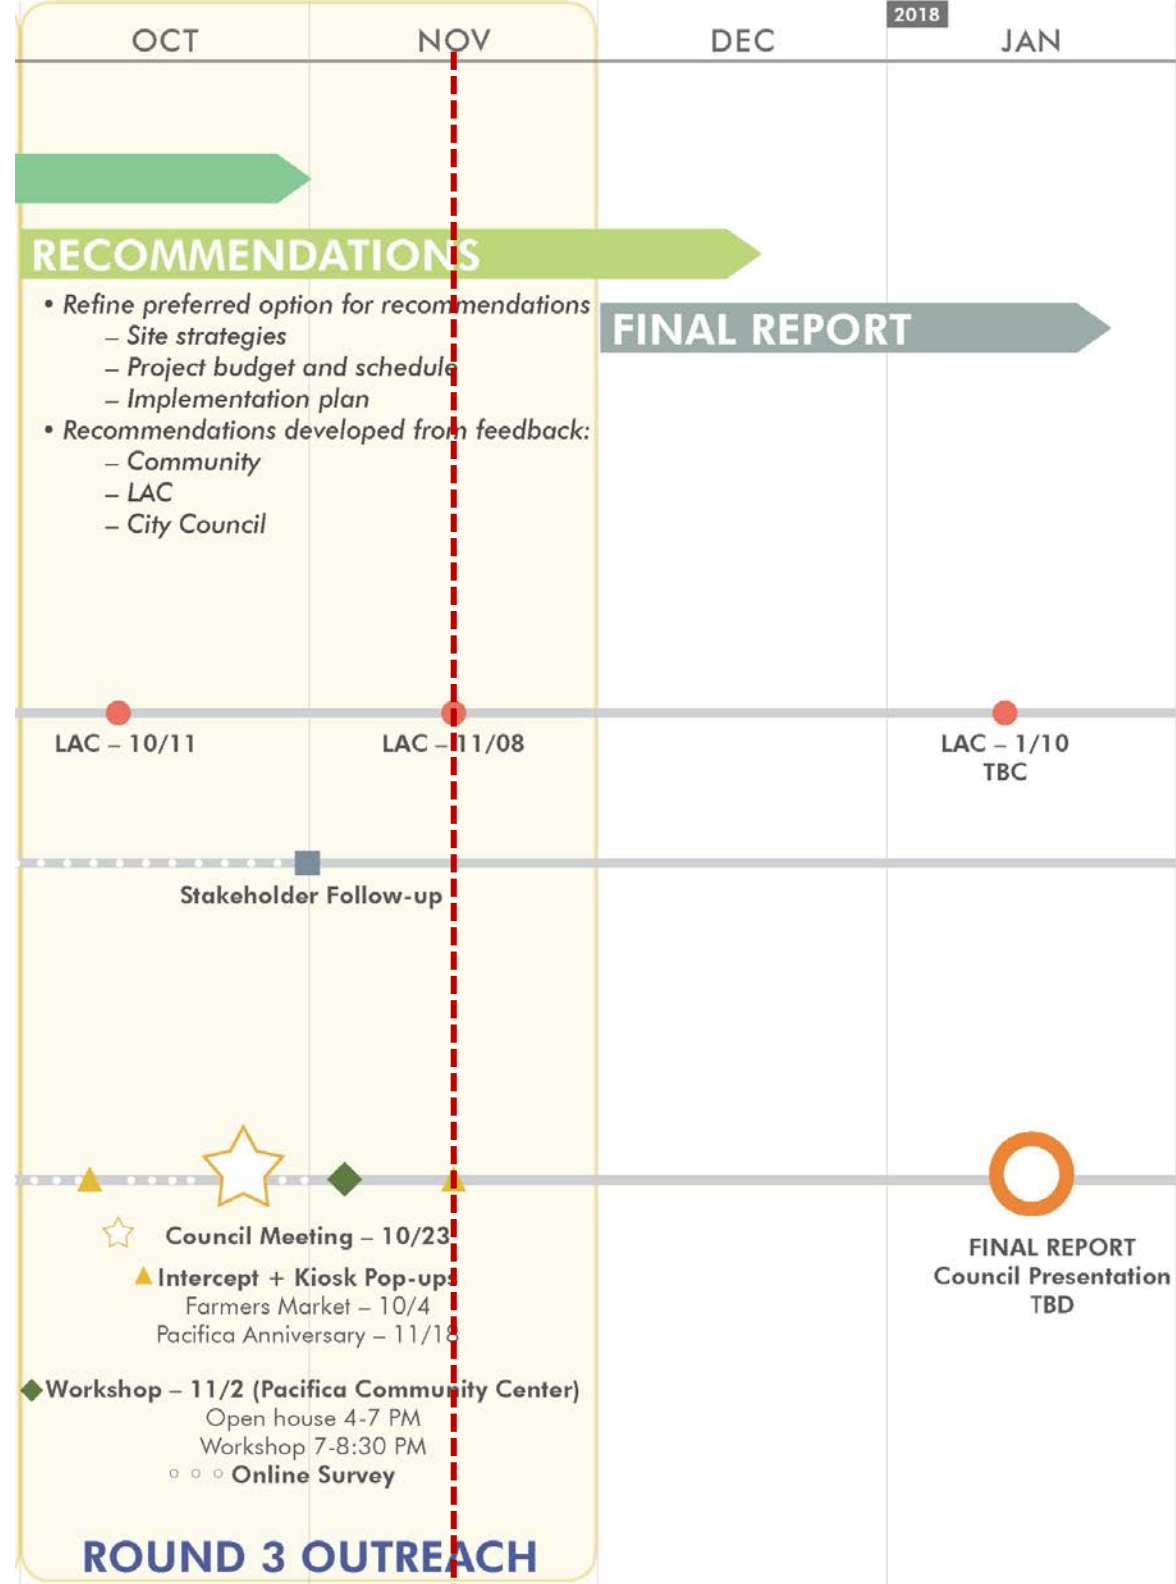 2018
OCT NOV DEC JAN
RECOMMENDATIONS
• Refine preferred option for recommendations
– Site strategies
– Project budget and schedule
– Implementation plan
• Recommendations developed from feedback:
– Community
– LAC
– City Council
FINAL REPORT
LAC – 10/11
LAC – 11/08
LAC – 1/10
TBC
Stakeholder Follow-up
Council Meeting – 10/23
Intercept + Kiosk Pop-ups
Farmers Market – 10/4
Pacifica Anniversary – 11/18
Workshop – 11/2 (Pacifica Community Center)
Open house 4-7 PM
Workshop 7-8:30 PM
Online Survey
FINAL REPORT
Council Presentation
TBD
ROUND 3 OUTREACH